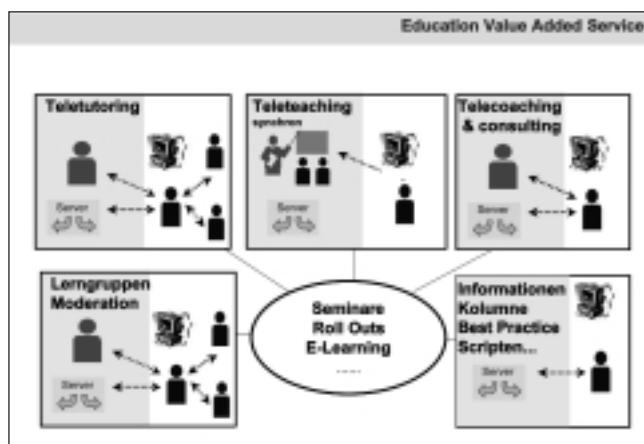 Education Value Added Service
Teletutoring
Server
Teleteaching
synchron
Server
Telecoaching
& consulting
Server
Lerngruppen
Moderation
Server
Seminare
Roll Outs
E-Learning
.....
Informationen
Kolumne
Best Practice
Scripten...
Server